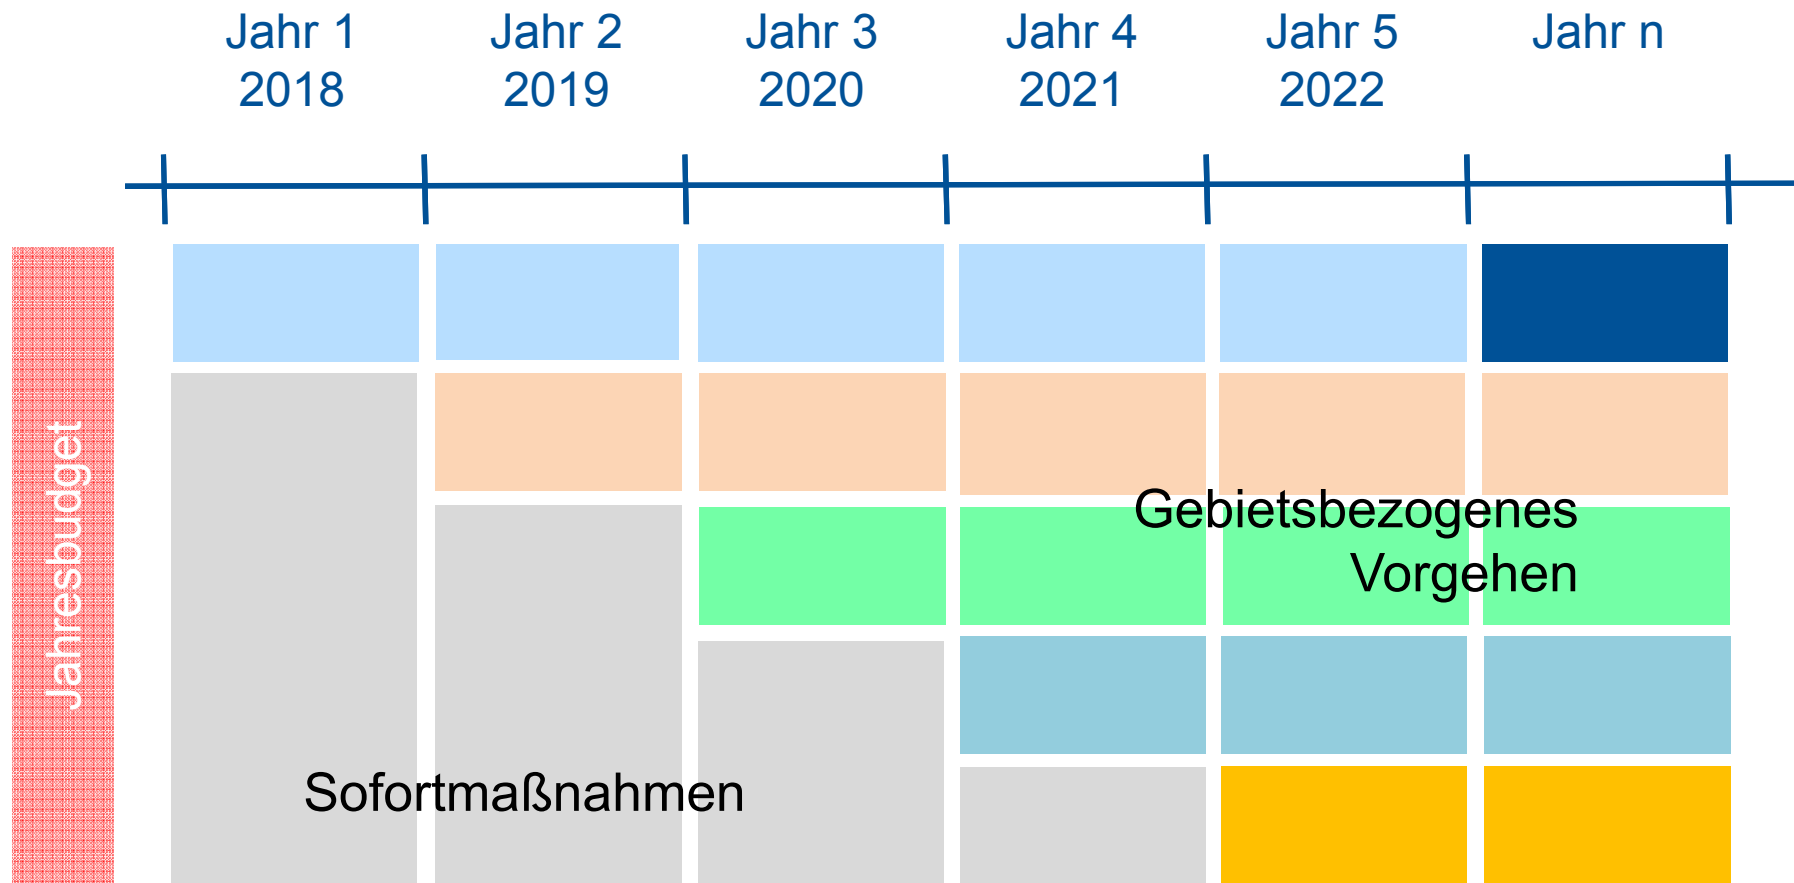 Jahr 1
2018
Jahr 2
2019
Jahr 3
2020
Jahr 4
2021
Jahr 5
2022
Jahr n
Jahresbudget
Gebietsbezogenes
Vorgehen
Sofortmaßnahmen